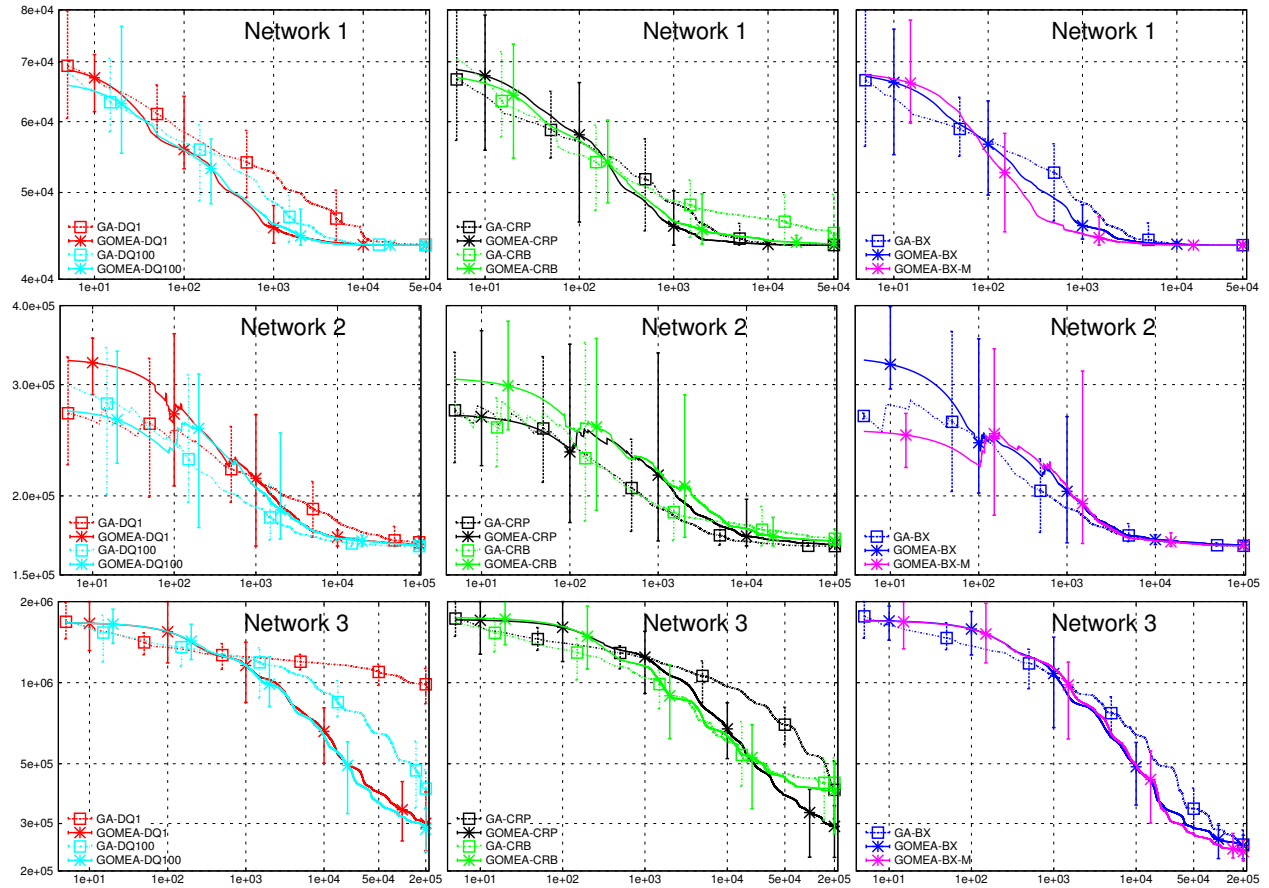 8e+04
7e+04
6e+04
5e+04
4e+04
Network 1
GA-DQ1
GOMEA-DQ1
GA-DQ100
GOMEA-DQ100
1e+01
1e+02
1e+03
1e+04
5e+04
Network 1
GA-CRP
GOMEA-CRP
GA-CRB
GOMEA-CRB
1e+01
1e+02
1e+03
1e+04
5e+04
Network 1
GA-BX
GOMEA-BX
GOMEA-BX-M
1e+01
1e+02
1e+03
1e+04
5e+04
4.0e+05
3.0e+05
2.0e+05
1.5e+05
Network 2
GA-DQ1
GOMEA-DQ1
GA-DQ100
GOMEA-DQ100
1e+01
1e+02
1e+03
1e+04
1e+05
Network 2
GA-CRP
GOMEA-CRP
GA-CRB
GOMEA-CRB
1e+01
1e+02
1e+03
1e+04
1e+05
Network 2
GA-BX
GOMEA-BX
GOMEA-BX-M
1e+01
1e+02
1e+03
1e+04
1e+05
2e+06
1e+06
5e+05
3e+05
2e+05
Network 3
GA-DQ1
GOMEA-DQ1
GA-DQ100
GOMEA-DQ100
1e+01
1e+02
1e+03
1e+04
5e+04
2e+05
Network 3
GA-CRP
GOMEA-CRP
GA-CRB
GOMEA-CRB
1e+01
1e+02
1e+03
1e+04
5e+04
2e+05
Network 3
GA-BX
GOMEA-BX
GOMEA-BX-M
1e+01
1e+02
1e+03
1e+04
5e+04
2e+05